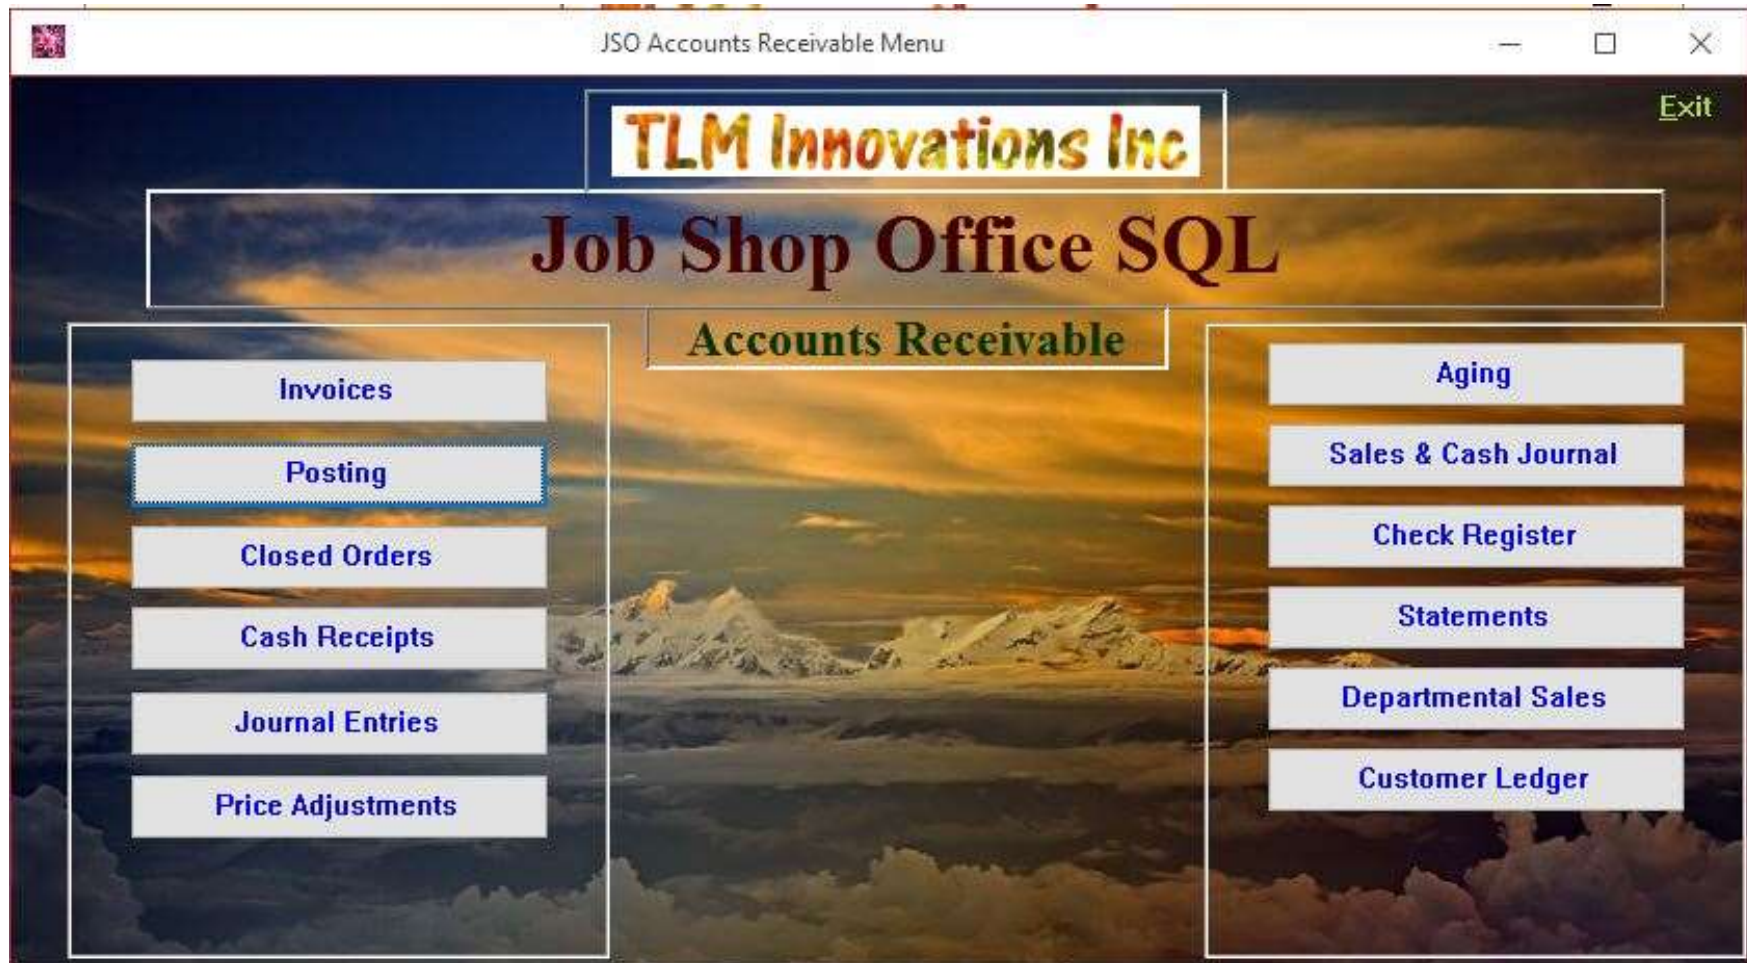 JSO Accounts Receivable Menu
Exit
TLM Innovations Inc
Job Shop Office SQL
Accounts Receivable
Invoices
Posting
Closed Orders
Cash Receipts
Journal Entries
Price Adjustments
Aging
Sales & Cash Journal
Check Register
Statements
Departmental Sales
Customer Ledger